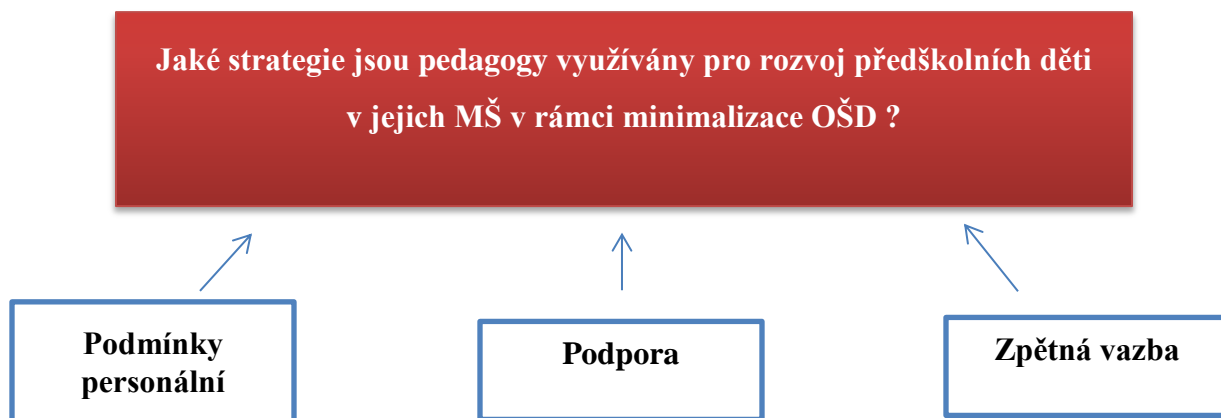 Jaké strategie jsou pedagogy využívány pro rozvoj předškolních děti
v jejich MŠ v rámci minimalizace OŠD ?
Podmínky
personální
Podpora
Zpětná vazba